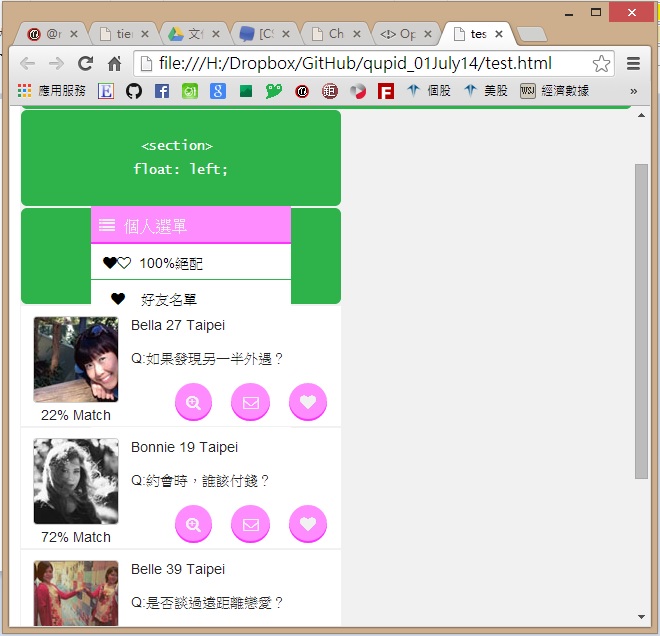 @r
tie
文
[CS
Ch
Op
tes
file:///H:/Dropbox/GitHub/qupid_01July14/test.html
應用服務
個股
美股
WSJ
經濟數據
»
<section>
float: left;
個人選單
100%絕配
好友名單
Bella 27 Taipei
Q:如果發現另一半外遇？
22% Match
Bonnie 19 Taipei
Q:約會時，誰該付錢？
72% Match
Belle 39 Taipei
Q:是否談過遠距離戀愛？